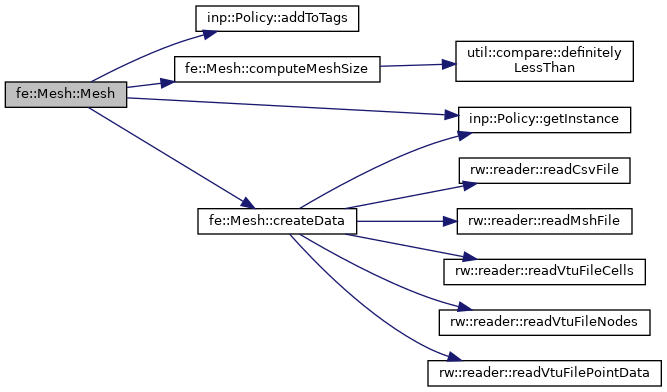 inp::Policy::addToTags
fe::Mesh::computeMeshSize
util::compare::definitely
LessThan
fe::Mesh::Mesh
inp::Policy::getInstance
rw::reader::readCsvFile
fe::Mesh::createData
rw::reader::readMshFile
rw::reader::readVtuFileCells
rw::reader::readVtuFileNodes
rw::reader::readVtuFilePointData